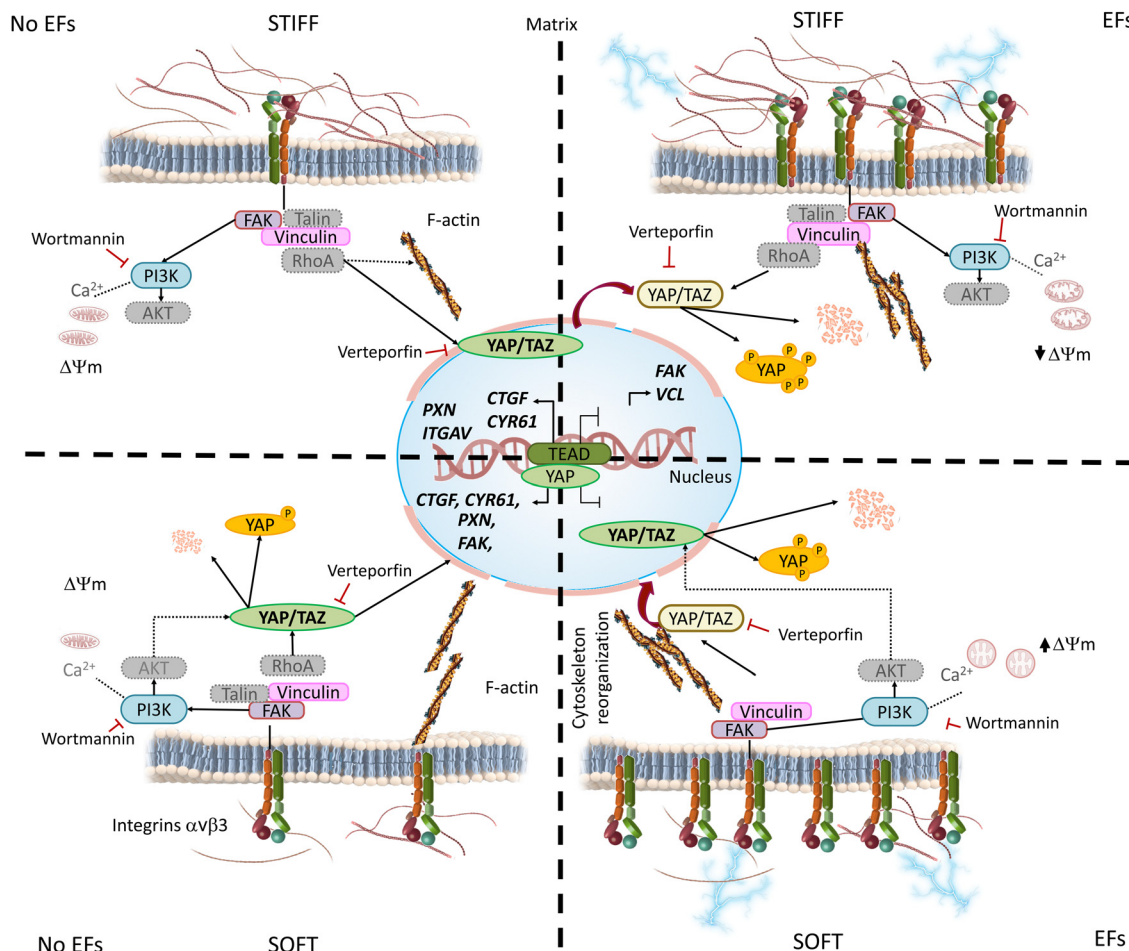 No EFs
STIFF
Matrix
STIFF
EFs
FAK
Talin
Vinculin
RhoA
F-actin
Wortmannin
PI3K
Ca2+
AKT
ΔΨm
Verteporfin
YAP/TAZ
Talin
FAK
Vinculin
RhoA
Verteporfin
YAP/TAZ
Wortmannin
PI3K
Ca2+
AKT
ΔΨm
P
P
P
P
P
YAP
PXN
ITGAV
CTGF
CYR61
FAK
VCL
TEAD
YAP
Nucleus
CTGF, CYR61,
PXN,
FAK,
YAP
P
ΔΨm
Verteporfin
YAP/TAZ
RhoA
AKT
Ca2+
PI3K
Wortmannin
Talin
Vinculin
FAK
F-actin
Integrins αvβ3
YAP/TAZ
P
P
P
YAP
Cytoskeleton
reorganization
YAP/TAZ
Verteporfin
Vinculin
FAK
AKT
PI3K
Ca2+
ΔΨm
Wortmannin
No EFs
SOFT
SOFT
EFs